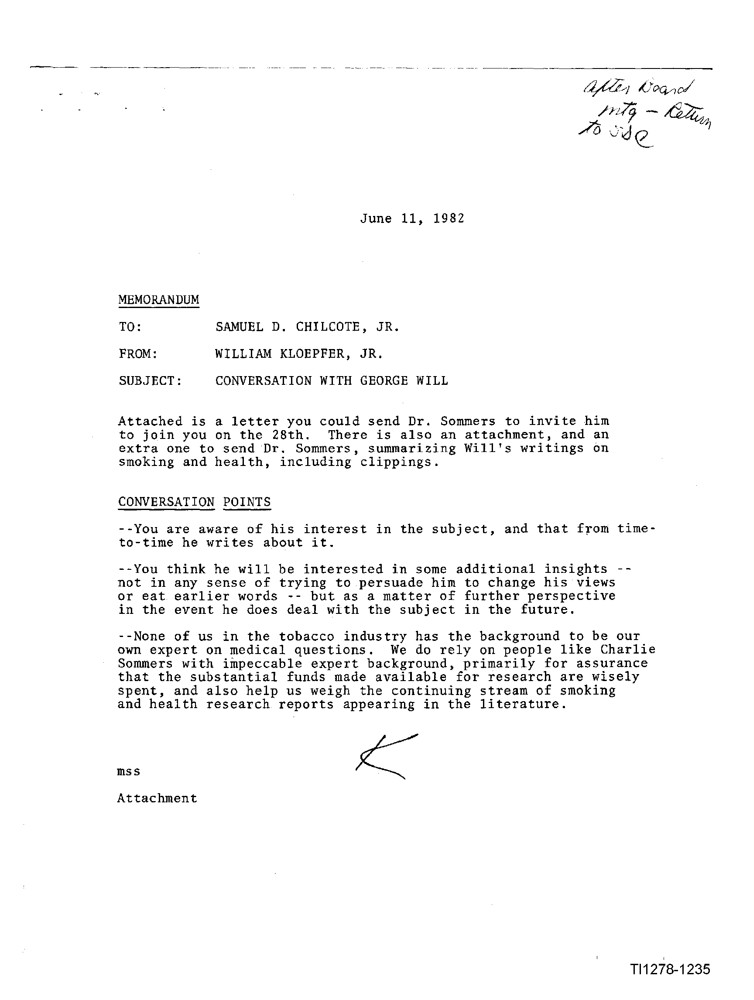 After Board
mtg - Return
to
June 11, 1982
MEMORANDUM
TO: SAMUEL D. CHILCOTE, JR.
FROM: WILLIAM KLOEPFER, JR.
SUBJECT: CONVERSATION WITH GEORGE WILL
Attached is a letter you could send Dr. Sommers to invite him
to join you on the 28th. There is also an attachment, and an
extra one to send Dr. Sommers, summarizing Will's writings on
smoking and health, including clippings.
CONVERSATION POINTS
--You are aware of his interest in the subject, and that from time-
to-time he writes about it.
--You think he will be interested in some additional insights --
not in any sense of trying to persuade him to change his views
or eat earlier words -- but as a matter of further perspective
in the event he does deal with the subject in the future.
--None of us in the tobacco industry has the background to be our
own expert on medical questions. We do rely on people like Charlie
Sommers with impeccable expert background, primarily for assurance
that the substantial funds made available for research are wisely
spent, and also help us weigh the continuing stream of smoking
and health research reports appearing in the literature.
K
mss
Attachment
TI1278-1235